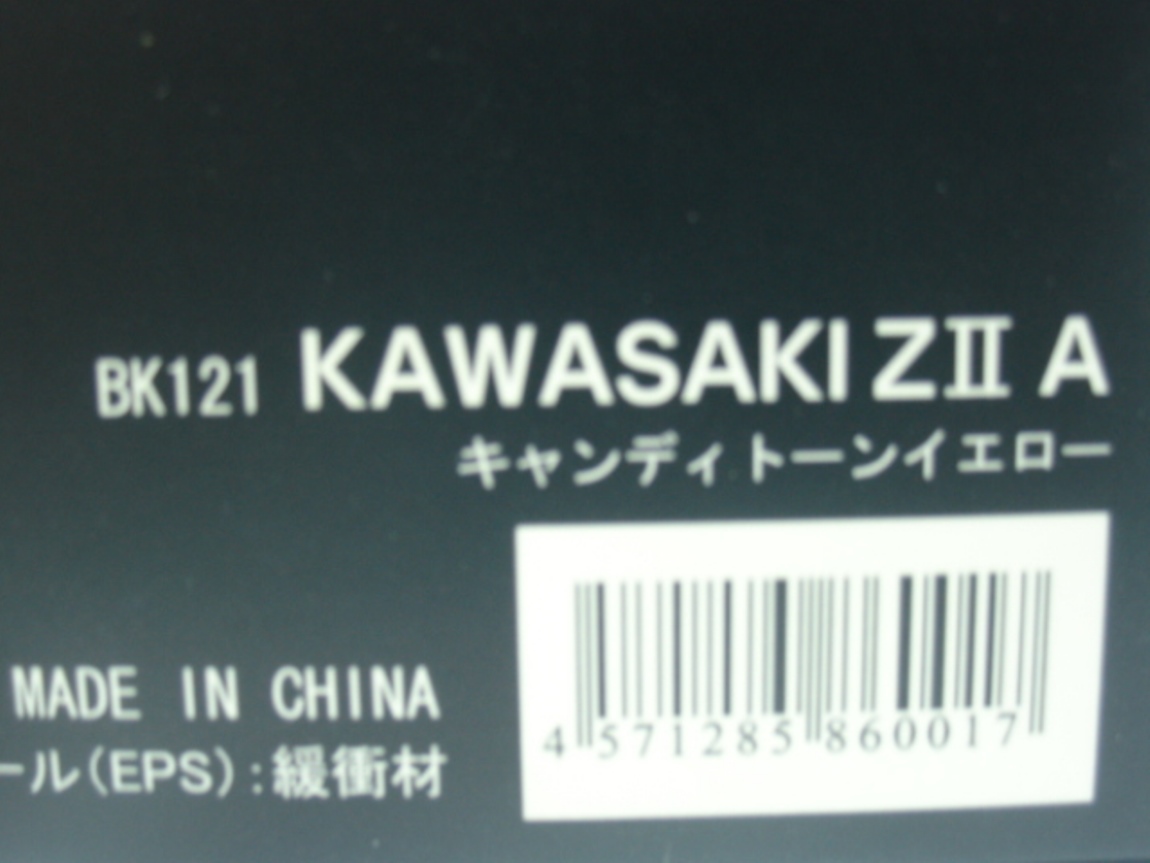 BK121 KAWASAKI ZⅡ A
キャンディトーンイエロー
MADE IN CHINA
ール(EPS):緩衝材
4 571285 860017